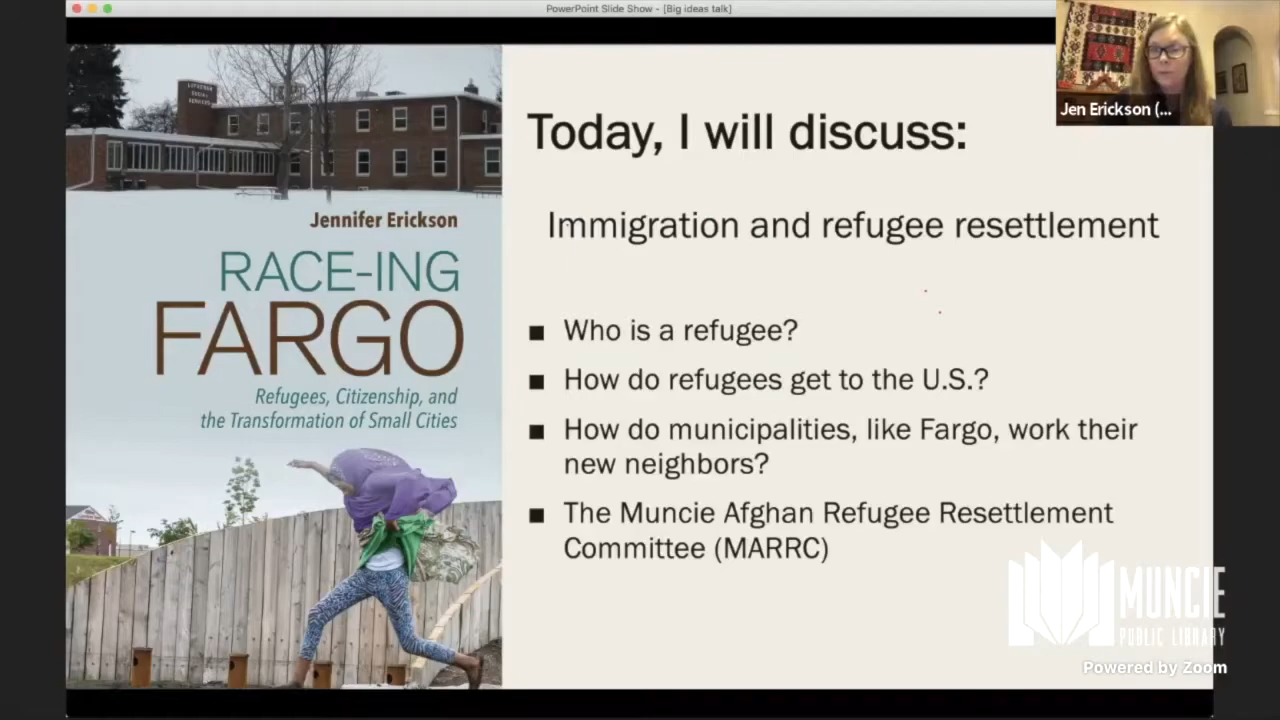 PowerPoint Slide Show - [Big ideas talk]
Jen Erickson (...
LUTHERAN
SOCIAL
SERVICES
Jennifer Erickson
RACE-ING
FARGO
Refugees, Citizenship, and
the Transformation of Small Cities
Today, I will discuss:
Immigration and refugee resettlement
■ Who is a refugee?
■ How do refugees get to the U.S.?
■ How do municipalities, like Fargo, work their
new neighbors?
■ The Muncie Afghan Refugee Resettlement
Committee (MARRC)
MUNCIE
PUBLIC LIBRARY
Powered by Zoom